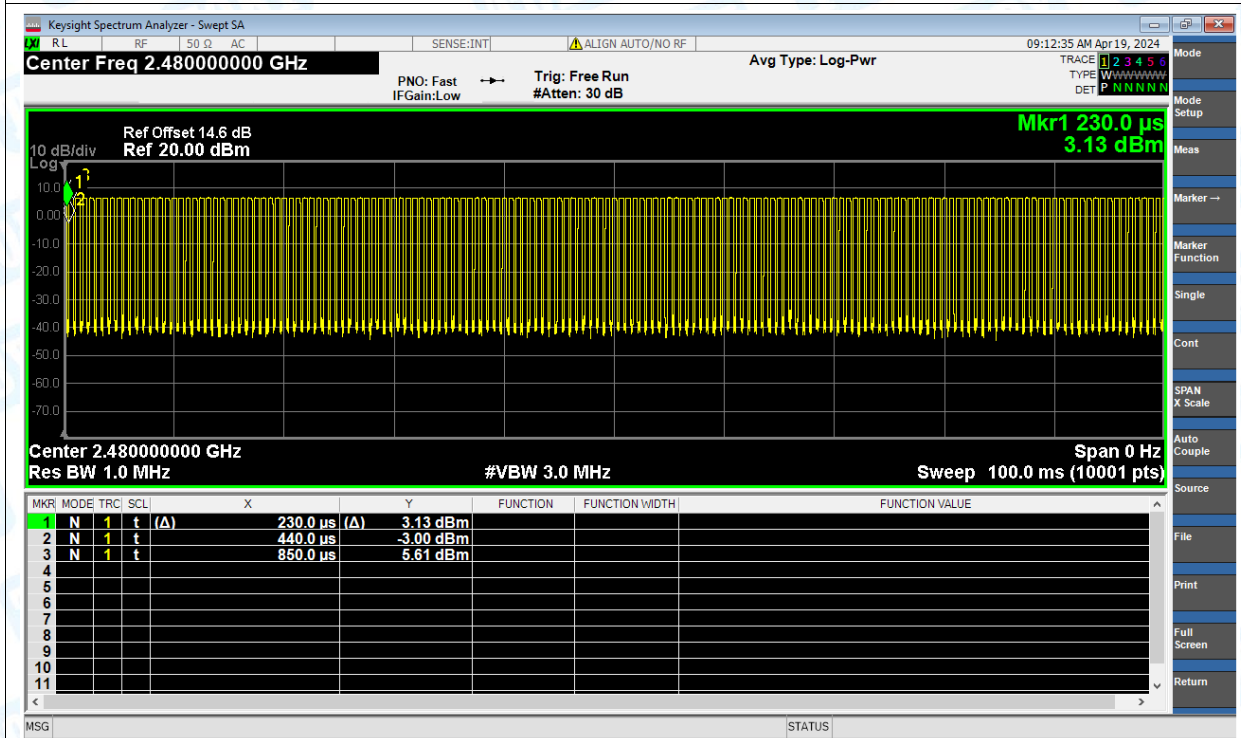 Keysight Spectrum Analyzer - Swept SA
LXI RL RF 50 Ω AC SENSE:INT ALIGN AUTO/NO RF 09:12:35 AM Apr 19, 2024
Center Freq 2.480000000 GHz
PNO: Fast
IFGain:Low
Trig: Free Run
#Atten: 30 dB
Avg Type: Log-Pwr
TRACE 1 2 3 4 5 6
TYPE WWWWWW
DET P N N N N N
Ref Offset 14.6 dB
10 dB/div Ref 20.00 dBm
Log
Mkr1 230.0 µs
3.13 dBm
10.0
0.00
-10.0
-20.0
-30.0
-40.0
-50.0
-60.0
-70.0
1
2
3
Center 2.480000000 GHz Span 0 Hz
Res BW 1.0 MHz #VBW 3.0 MHz Sweep 100.0 ms (10001 pts)
MKR MODE TRC SCL X Y FUNCTION FUNCTION WIDTH FUNCTION VALUE
1 N 1 t (Δ) 230.0 µs (Δ) 3.13 dBm
2 N 1 t 440.0 µs -3.00 dBm
3 N 1 t 850.0 µs 5.61 dBm
4
5
6
7
8
9
10
11
MSG STATUS
Mode
Mode
Setup
Meas
Marker →
Marker
Function
Single
Cont
SPAN
X Scale
Auto
Couple
Source
File
Print
Full
Screen
Return